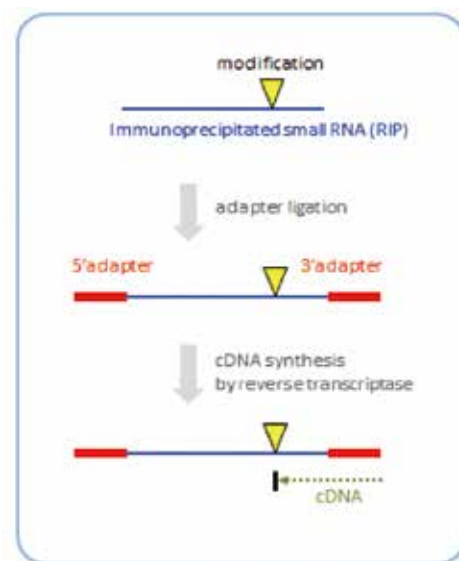 modification
Immunoprecipitated small RNA (RIP)
adapter ligation
5'adapter 3'adapter
cDNA synthesis
by reverse transcriptase
cDNA